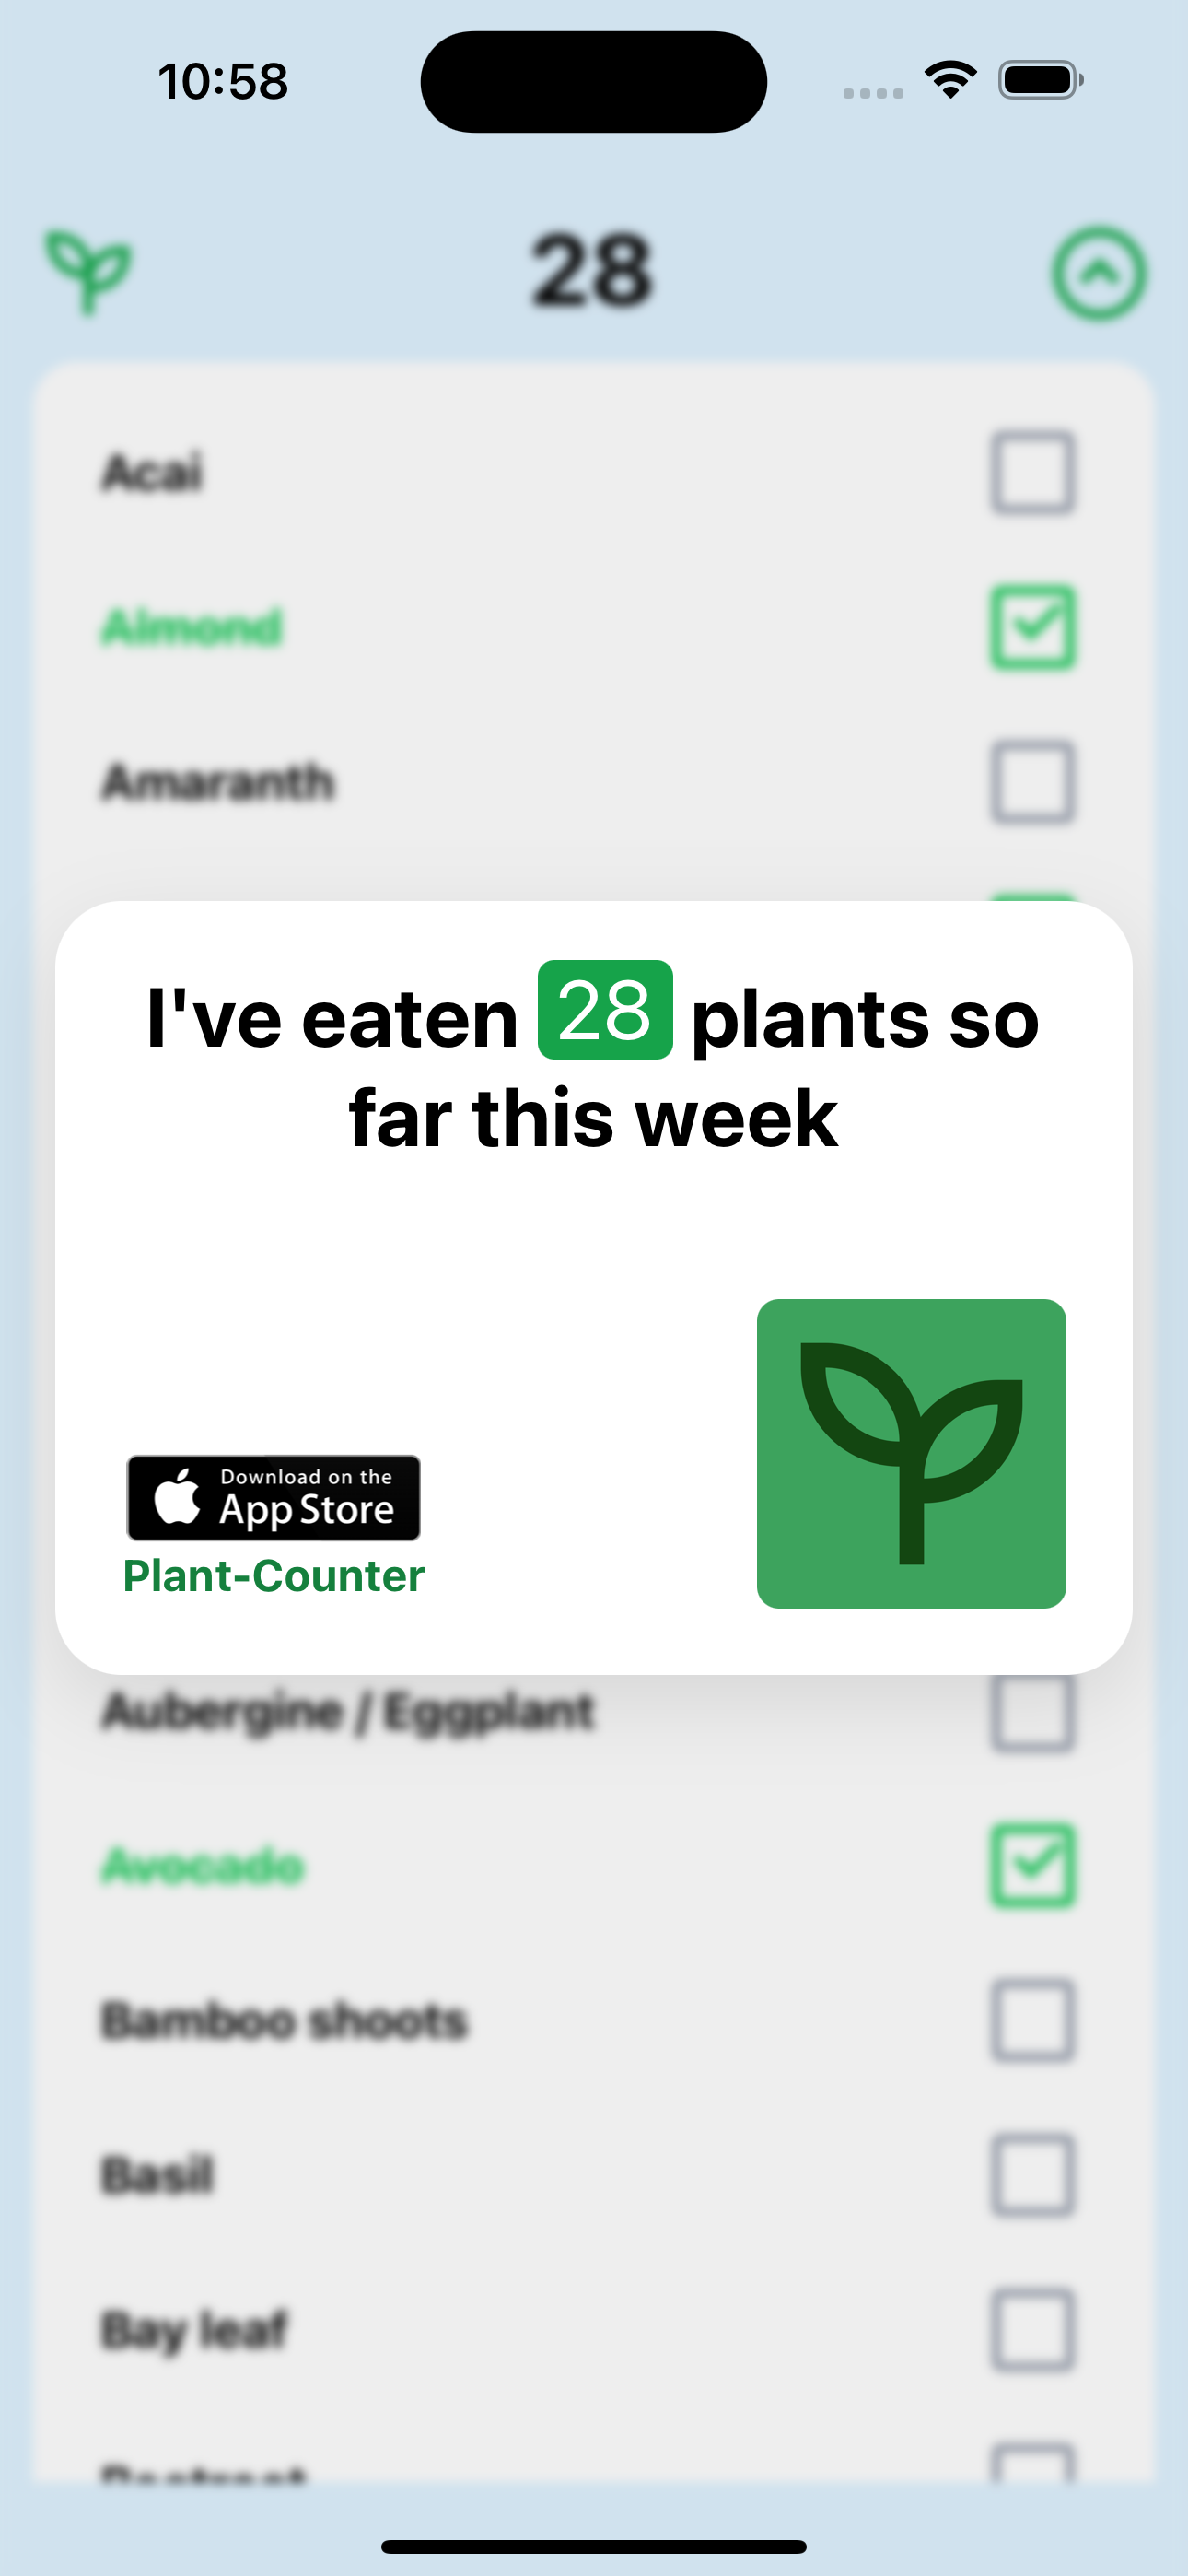 10:58
28
Acai
Almond
Amaranth
I've eaten 28 plants so
far this week
Download on the
App Store
Plant-Counter
Aubergine / Eggplant
Avocado
Bamboo shoots
Basil
Bay leaf